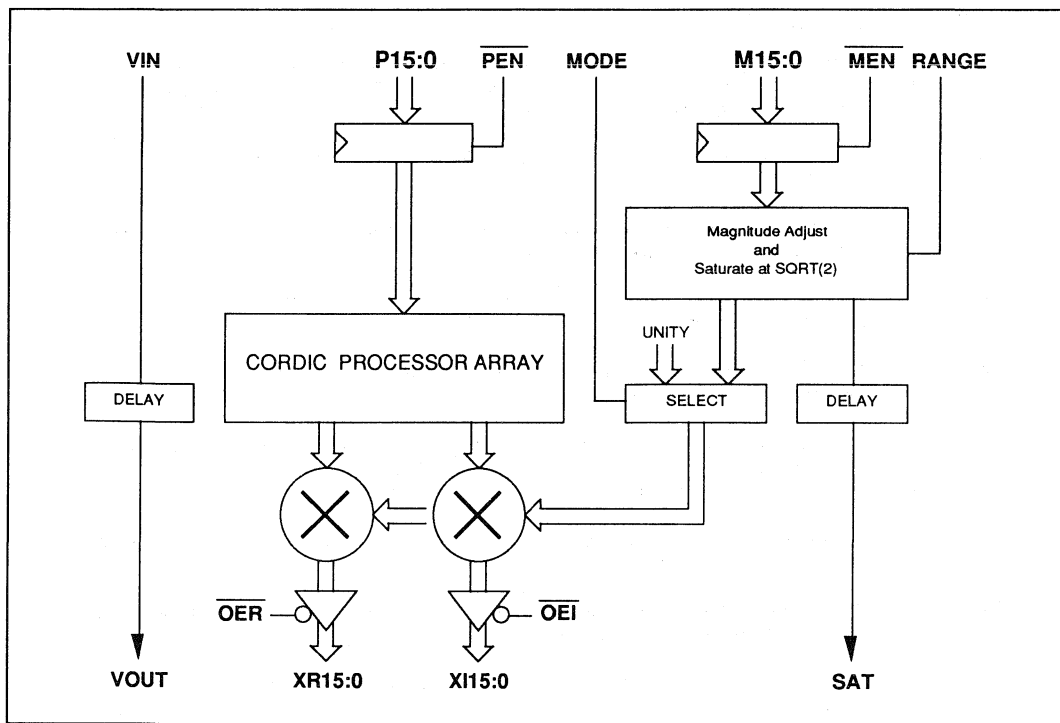 VIN P15:0 PEN MODE M15:0 MEN RANGE
Magnitude Adjust
and
Saturate at SQRT(2)
UNITY
CORDIC PROCESSOR ARRAY
DELAY SELECT DELAY
OER OEI
VOUT XR15:0 XI15:0 SAT